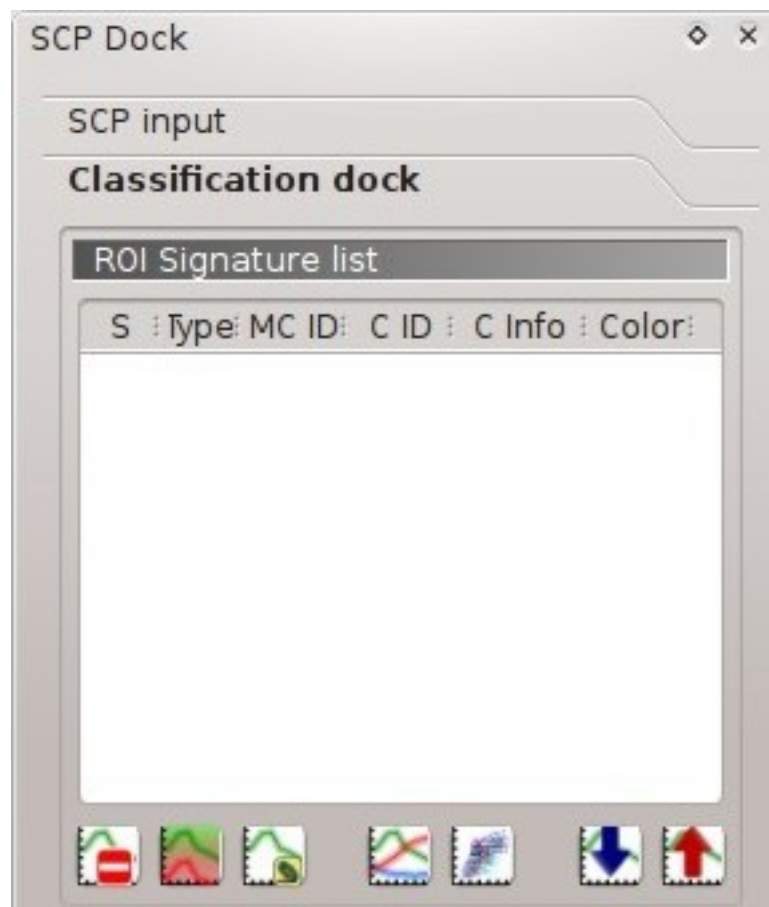 SCP Dock
SCP input
Classification dock
ROI Signature list
S Type MC ID C ID C Info Color